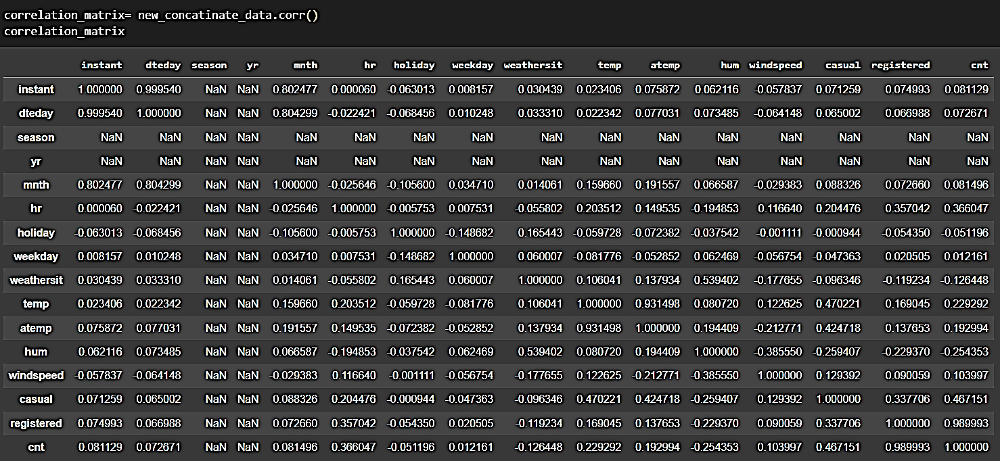 correlation_matrix= new_concatinate_data.corr()
correlation_matrix
instant dteday season yr mnth hr holiday weekday weathersit temp atemp hum windspeed casual registered cnt
instant 1.000000 0.999540 NaN NaN 0.802477 0.000060 -0.063013 0.008157 0.030439 0.023406 0.075872 0.062116 -0.057837 0.071259 0.074993 0.081129
dteday 0.999540 1.000000 NaN NaN 0.804299 -0.022421 -0.068456 0.010248 0.033310 0.022342 0.077031 0.073485 -0.064148 0.065002 0.066988 0.072671
season NaN NaN NaN NaN NaN NaN NaN NaN NaN NaN NaN NaN NaN NaN NaN NaN
yr NaN NaN NaN NaN NaN NaN NaN NaN NaN NaN NaN NaN NaN NaN NaN NaN
mnth 0.802477 0.804299 NaN NaN 1.000000 -0.025646 -0.105600 0.034710 0.014061 0.159660 0.191557 0.066587 -0.029383 0.088326 0.072660 0.081496
hr 0.000060 -0.022421 NaN NaN -0.025646 1.000000 -0.005753 0.007531 -0.055802 0.203512 0.149535 -0.194853 0.116640 0.204476 0.357042 0.366047
holiday -0.063013 -0.068456 NaN NaN -0.105600 -0.005753 1.000000 -0.148682 0.165443 -0.059728 -0.072382 -0.037542 -0.001111 -0.000944 -0.054350 -0.051196
weekday 0.008157 0.010248 NaN NaN 0.034710 0.007531 -0.148682 1.000000 0.060007 -0.081776 -0.052852 0.062469 -0.056754 -0.047363 0.020505 0.012161
weathersit 0.030439 0.033310 NaN NaN 0.014061 -0.055802 0.165443 0.060007 1.000000 0.106041 0.137934 0.539402 -0.177655 -0.096346 -0.119234 -0.126448
temp 0.023406 0.022342 NaN NaN 0.159660 0.203512 -0.059728 -0.081776 0.106041 1.000000 0.931498 0.080720 0.122625 0.470221 0.169045 0.229292
atemp 0.075872 0.077031 NaN NaN 0.191557 0.149535 -0.072382 -0.052852 0.137934 0.931498 1.000000 0.194409 -0.212771 0.424718 0.137653 0.192994
hum 0.062116 0.073485 NaN NaN 0.066587 -0.194853 -0.037542 0.062469 0.539402 0.080720 0.194409 1.000000 -0.385550 -0.259407 -0.229370 -0.254353
windspeed -0.057837 -0.064148 NaN NaN -0.029383 0.116640 -0.001111 -0.056754 -0.177655 0.122625 -0.212771 -0.385550 1.000000 0.129392 0.090059 0.103997
casual 0.071259 0.065002 NaN NaN 0.088326 0.204476 -0.000944 -0.047363 -0.096346 0.470221 0.424718 -0.259407 0.129392 1.000000 0.337706 0.467151
registered 0.074993 0.066988 NaN NaN 0.072660 0.357042 -0.054350 0.020505 -0.119234 0.169045 0.137653 -0.229370 0.090059 0.337706 1.000000 0.989993
cnt 0.081129 0.072671 NaN NaN 0.081496 0.366047 -0.051196 0.012161 -0.126448 0.229292 0.192994 -0.254353 0.103997 0.467151 0.989993 1.000000